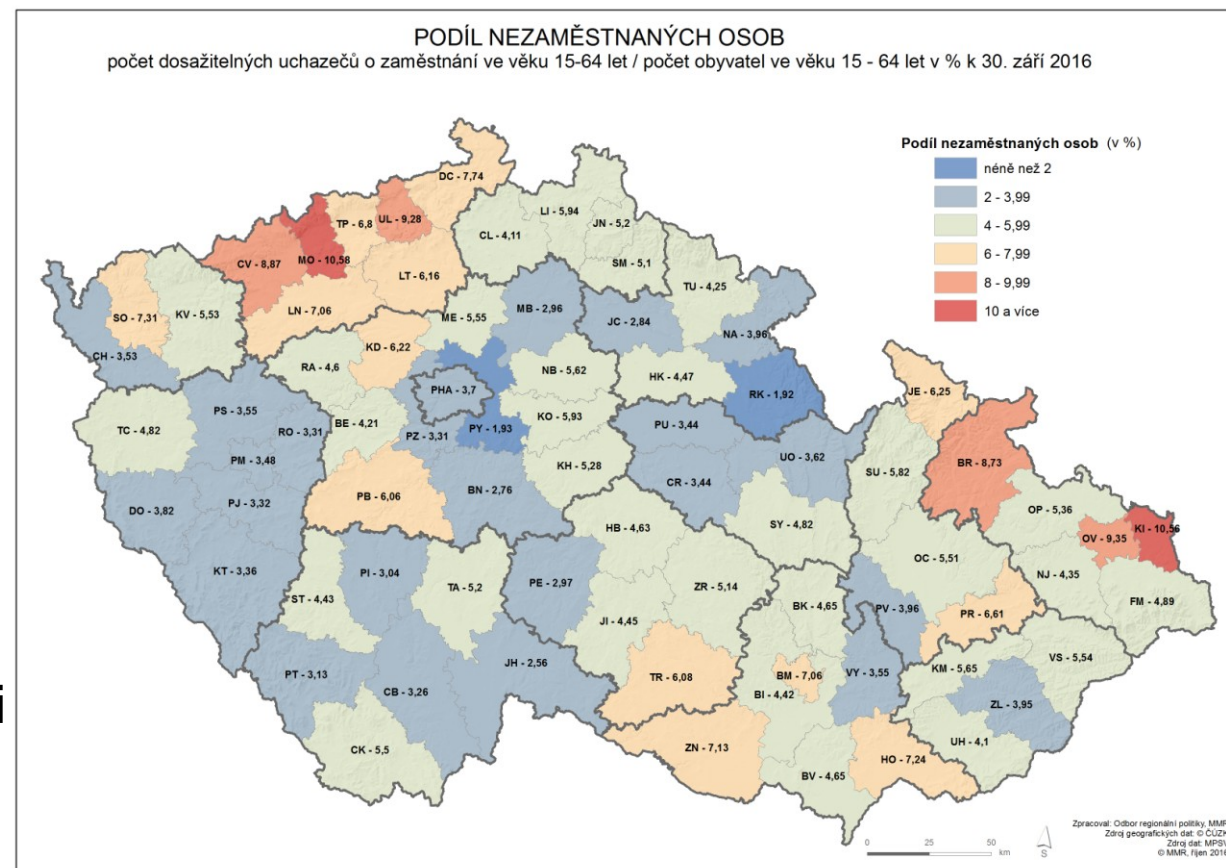 PODÍL NEZAMĚSTNANÝCH OSOB
počet dosažitelných uchazečů o zaměstnání ve věku 15-64 let / počet obyvatel ve věku 15 - 64 let v % k 30. září 2016
Podíl nezaměstnaných osob (v %)
néně než 2
2 - 3,99
4 - 5,99
6 - 7,99
8 - 9,99
10 a více
DC - 7,74
TP - 6,8
UL - 9,28
LI - 5,94
JN - 5,2
CL - 4,11
CV - 8,87
MO - 10,58
SM - 5,1
LT - 6,16
TU - 4,25
LN - 7,06
MB - 2,96
SO - 7,31
KV - 5,53
ME - 5,55
JC - 2,84
NA - 3,96
KD - 6,22
CH - 3,53
RA - 4,6
NB - 5,62
HK - 4,47
PHA - 3,7
RK - 1,92
JE - 6,25
PS - 3,55
KO - 5,93
TC - 4,82
RO - 3,31
BE - 4,21
PZ - 3,31
PY - 1,93
PU - 3,44
UO - 3,62
SU - 5,82
PM - 3,48
KH - 5,28
BR - 8,73
PB - 6,06
BN - 2,76
CR - 3,44
PJ - 3,32
DO - 3,82
HB - 4,63
SY - 4,82
OP - 5,36
KI - 10,56
OV - 9,35
OC - 5,51
KT - 3,36
PI - 3,04
TA - 5,2
PE - 2,97
ZR - 5,14
NJ - 4,35
ST - 4,43
BK - 4,65
PV - 3,96
PR - 6,61
FM - 4,89
JI - 4,45
JH - 2,56
VS - 5,54
KM - 5,65
PT - 3,13
CB - 3,26
TR - 6,08
BM - 7,06
VY - 3,55
BI - 4,42
ZL - 3,95
CK - 5,5
ZN - 7,13
UH - 4,1
HO - 7,24
BV - 4,65
i
0 25 50
km
S
Zpracoval: Odbor regionální politiky, MMR
Zdroj geografických dat: © ČÚZK
Zdroj dat: MPSV
© MMR, říjen 2016